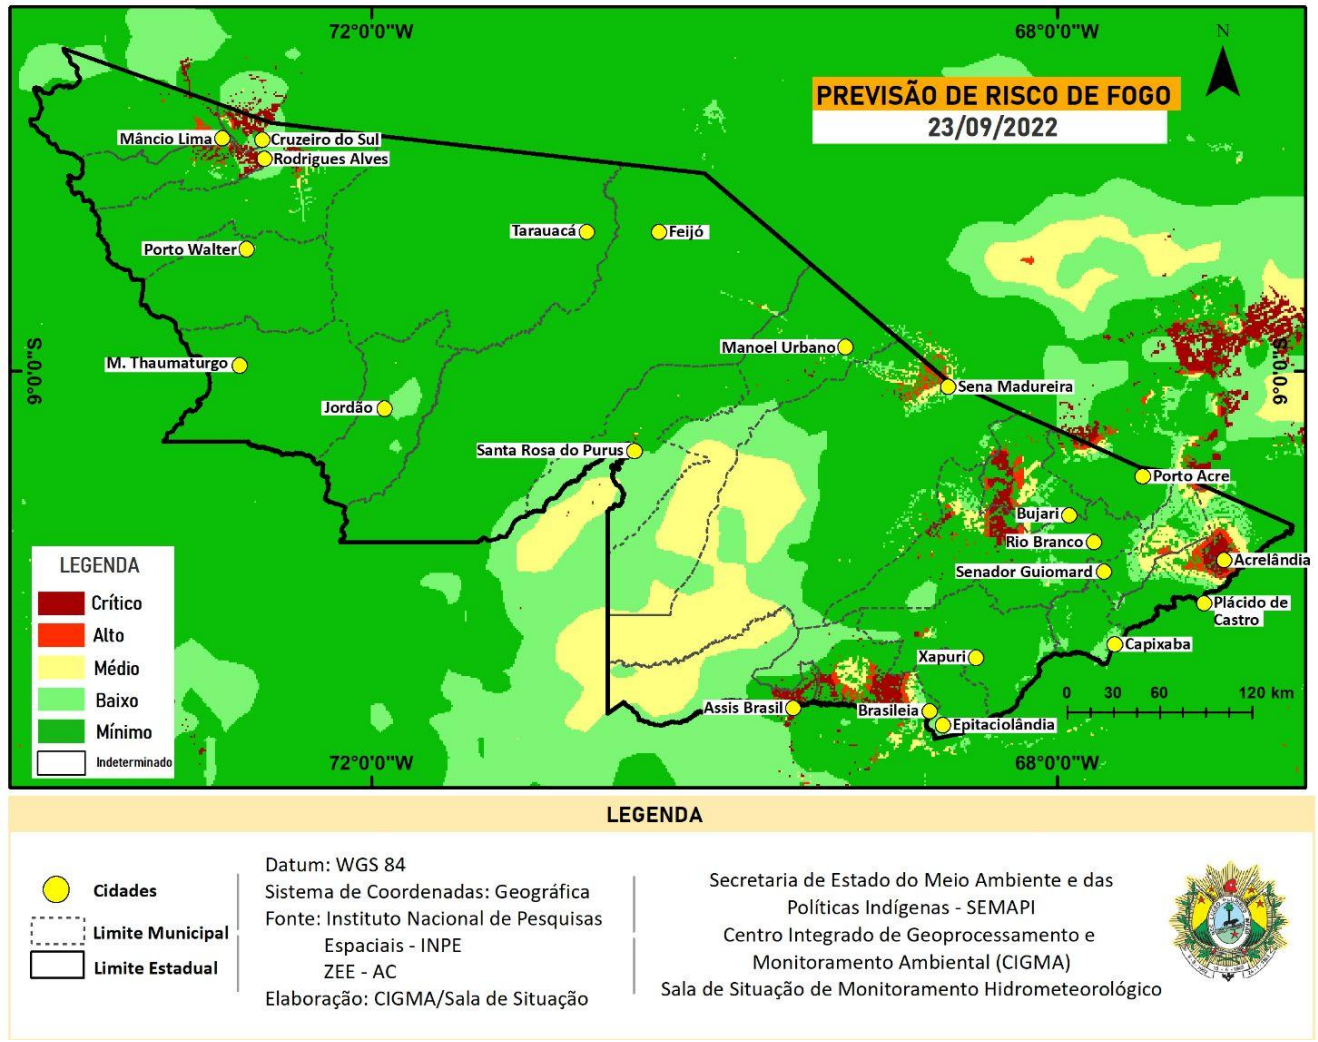 72°0'0"W
68°0'0"W
N
PREVISÃO DE RISCO DE FOGO
23/09/2022
Mâncio Lima
Cruzeiro do Sul
Rodrigues Alves
Tarauacá
Feijó
Porto Walter
Manoel Urbano
9°0'0"S
9°0'0"S
M. Thaumaturgo
Sena Madureira
Jordão
Santa Rosa do Purus
Porto Acre
Bujari
Rio Branco
Acrelândia
Senador Guiomard
Plácido de
Castro
Capixaba
Xapuri
Assis Brasil
Brasileia
Epitaciolândia
0 30 60 120 km
LEGENDA
Crítico
Alto
Médio
Baixo
Mínimo
Indeterminado
72°0'0"W
68°0'0"W
LEGENDA
Cidades
Limite Municipal
Limite Estadual
Datum: WGS 84
Sistema de Coordenadas: Geográfica
Fonte: Instituto Nacional de Pesquisas
Espaciais - INPE
ZEE - AC
Elaboração: CIGMA/Sala de Situação
Secretaria de Estado do Meio Ambiente e das
Políticas Indígenas - SEMAPI
Centro Integrado de Geoprocessamento e
Monitoramento Ambiental (CIGMA)
Sala de Situação de Monitoramento Hidrometeorológico